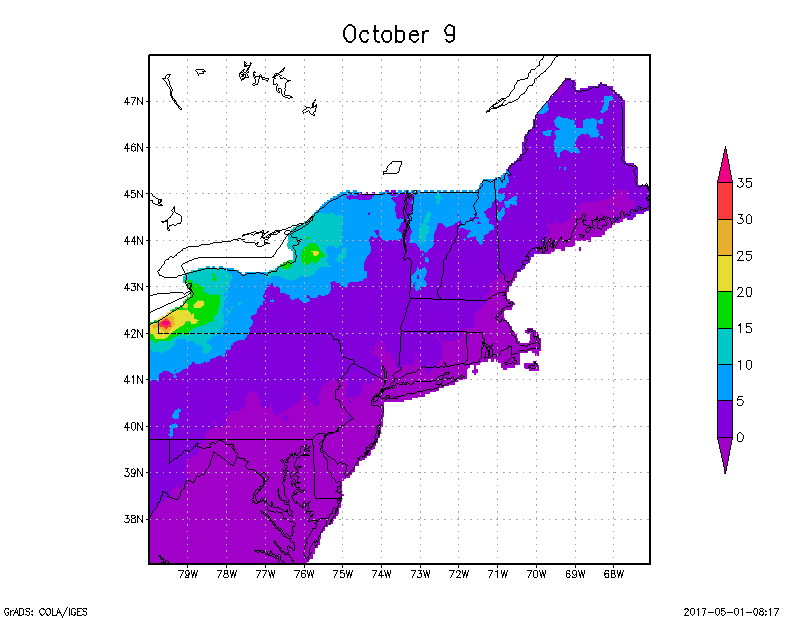 October 9
47N
46N
45N
44N
43N
42N
41N
40N
39N
38N
79W 78W 77W 76W 75W 74W 73W 72W 71W 70W 69W 68W
35
30
25
20
15
10
5
0
GrADS: COLA/IGES
2017-05-01-08:17